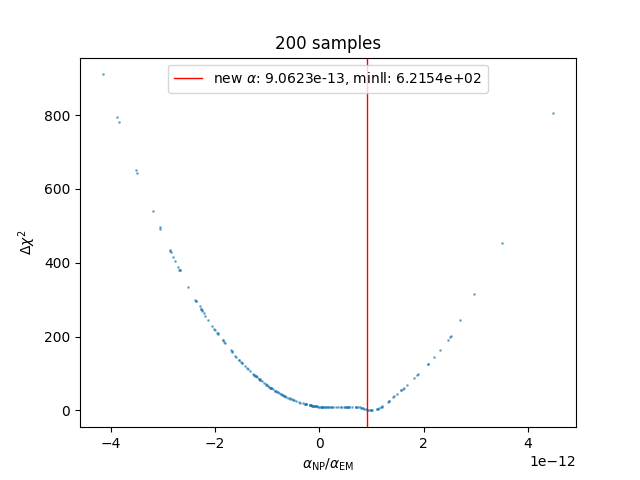 200 samples
new α: 9.0623e-13, minll: 6.2154e+02
Δχ²
800
600
400
200
0
−4
−2
0
2
4
1e−12
α_NP/α_EM